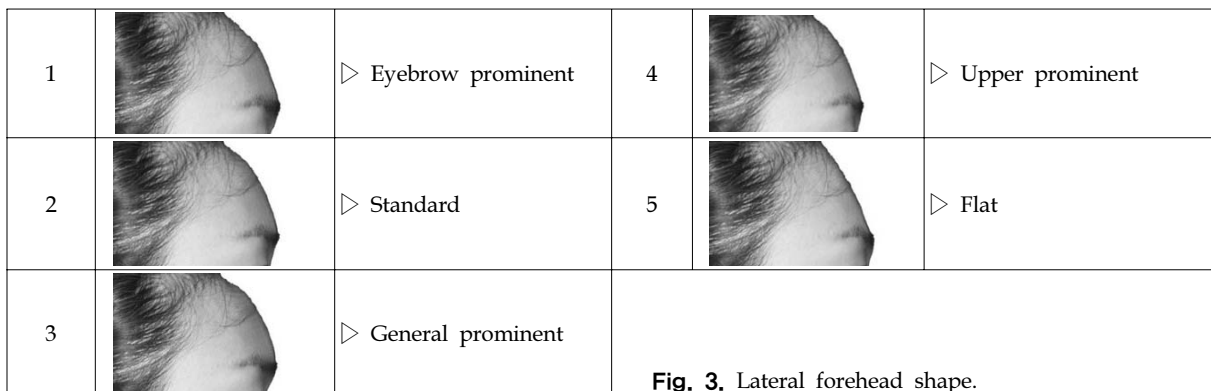 1 ▷ Eyebrow prominent 4 ▷ Upper prominent
2 ▷ Standard 5 ▷ Flat
3 ▷ General prominent
Fig. 3. Lateral forehead shape.